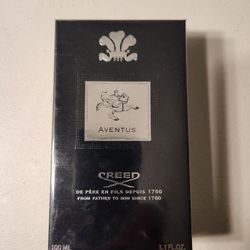 AVENTUS
CREED
DE PÈRE EN FILS DEPUIS 1760
FROM FATHER TO SON SINCE 1760
100 ML 3.3 FL.OZ.